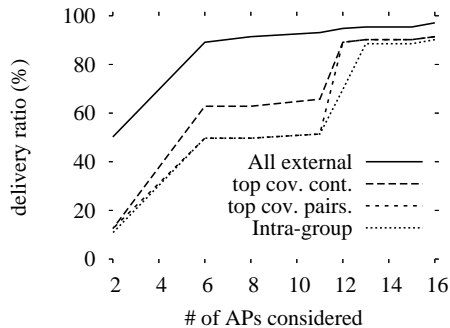 delivery ratio (%)
100
80
60
40
20
0
All external
top cov. cont.
top cov. pairs.
Intra-group
2 4 6 8 10 12 14 16
# of APs considered